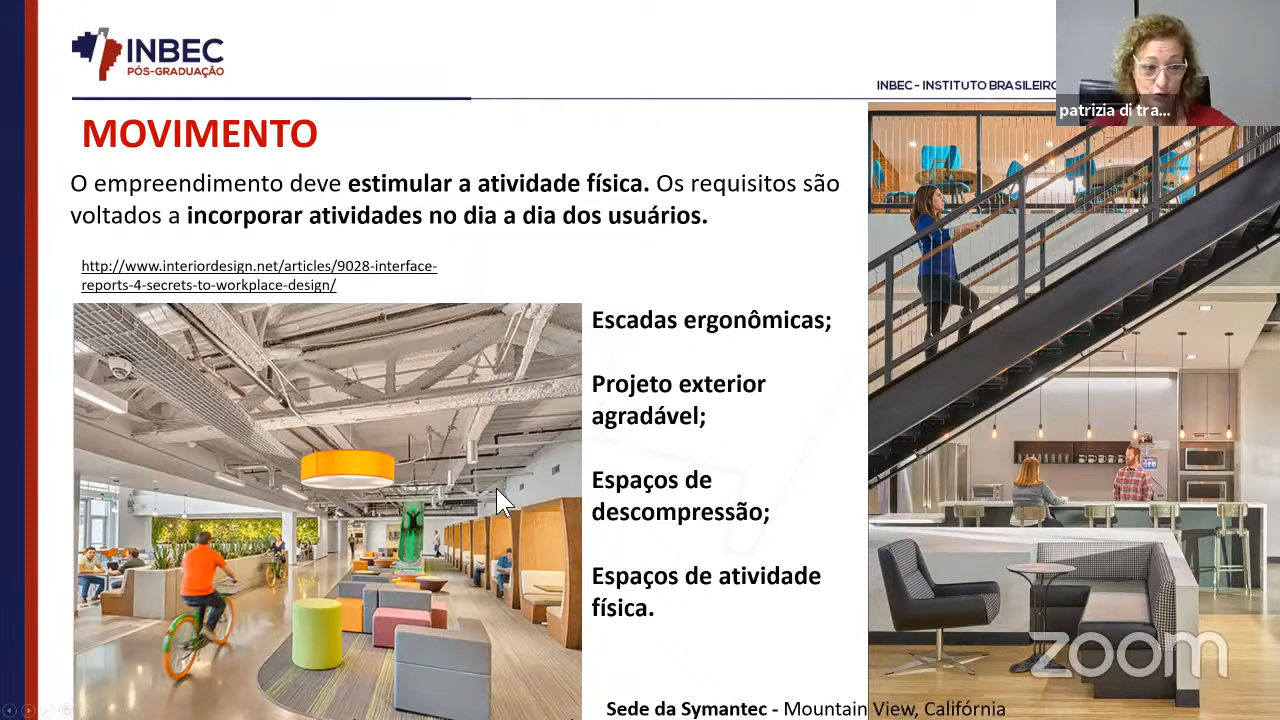 INBEC
PÓS-GRADUAÇÃO
INBEC - INSTITUTO BRASILEIRO
patrizia di tra...
MOVIMENTO
O empreendimento deve estimular a atividade física. Os requisitos são
voltados a incorporar atividades no dia a dia dos usuários.
http://www.interiordesign.net/articles/9028-interface-
reports-4-secrets-to-workplace-design/
Escadas ergonômicas;
Projeto exterior
agradável;
Espaços de
descompressão;
Espaços de atividade
física.
zoom
Sede da Symantec - Mountain View, Califórnia